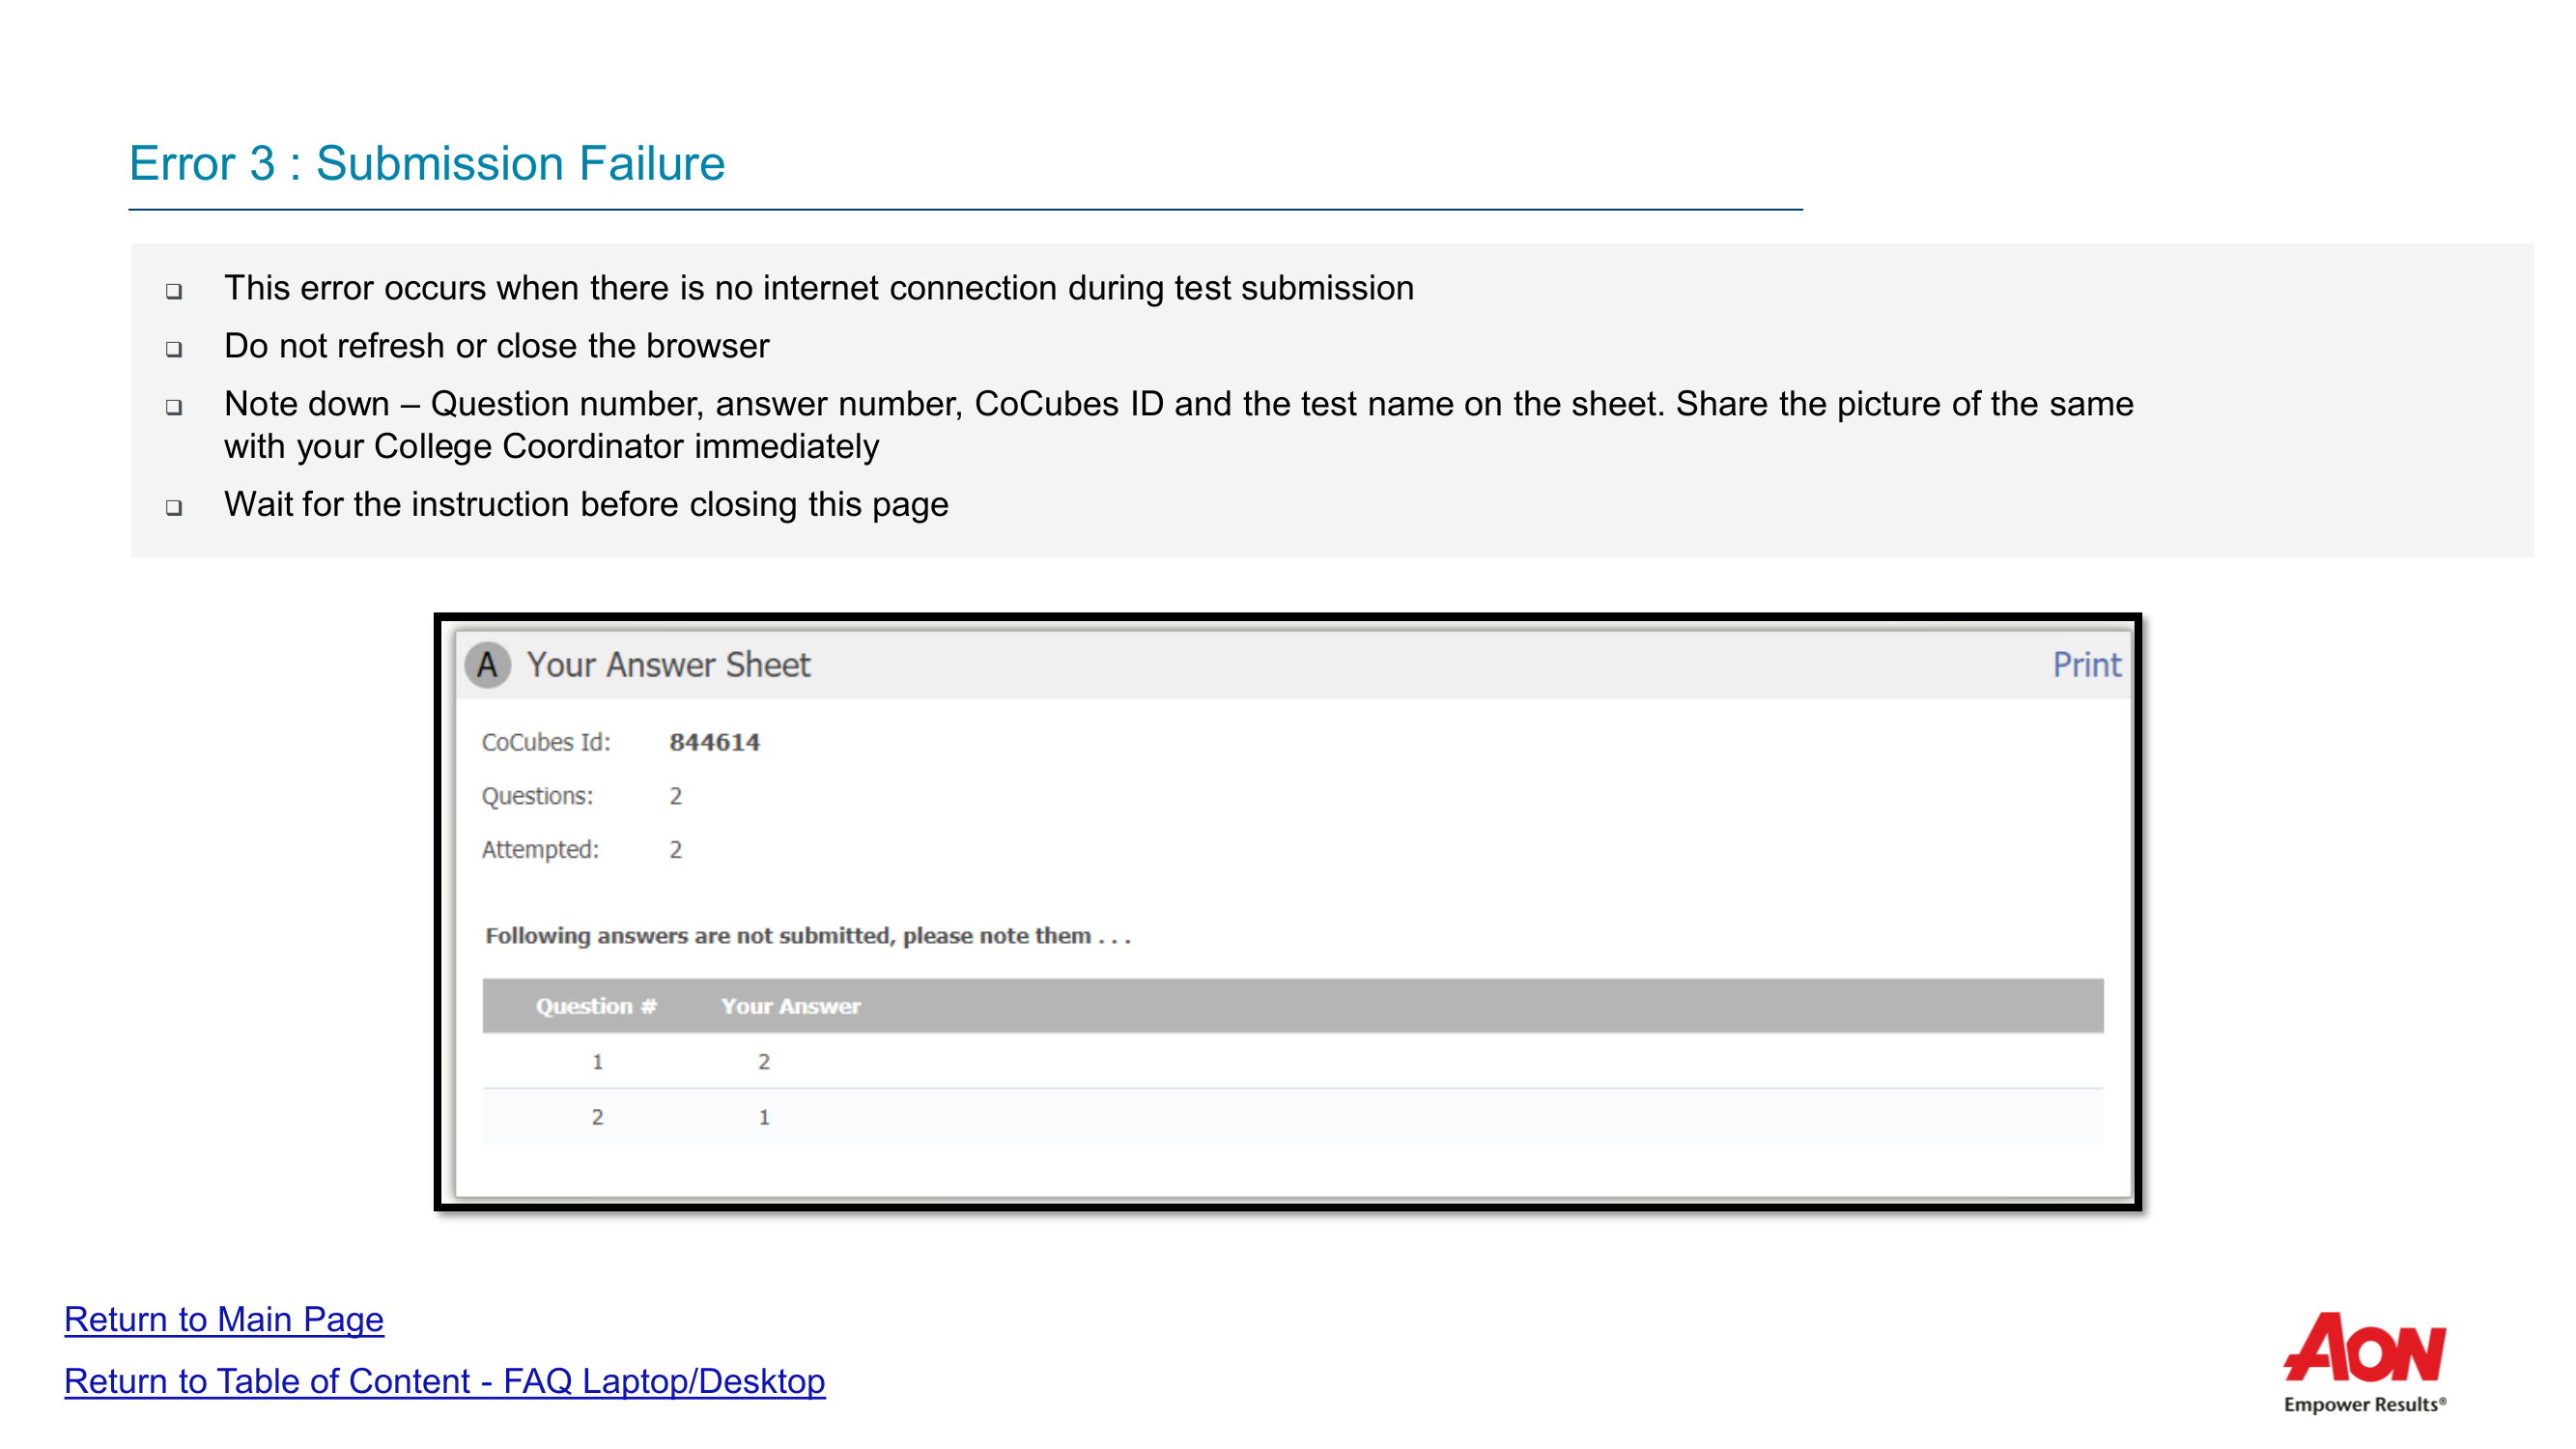 Error 3 : Submission Failure
❑ This error occurs when there is no internet connection during test submission
❑ Do not refresh or close the browser
❑ Note down – Question number, answer number, CoCubes ID and the test name on the sheet. Share the picture of the same
with your College Coordinator immediately
❑ Wait for the instruction before closing this page
A Your Answer Sheet Print
CoCubes Id: 844614
Questions: 2
Attempted: 2
Following answers are not submitted, please note them . . .
Question # Your Answer
1 2
2 1
Return to Main Page
Return to Table of Content - FAQ Laptop/Desktop
AON
Empower Results®